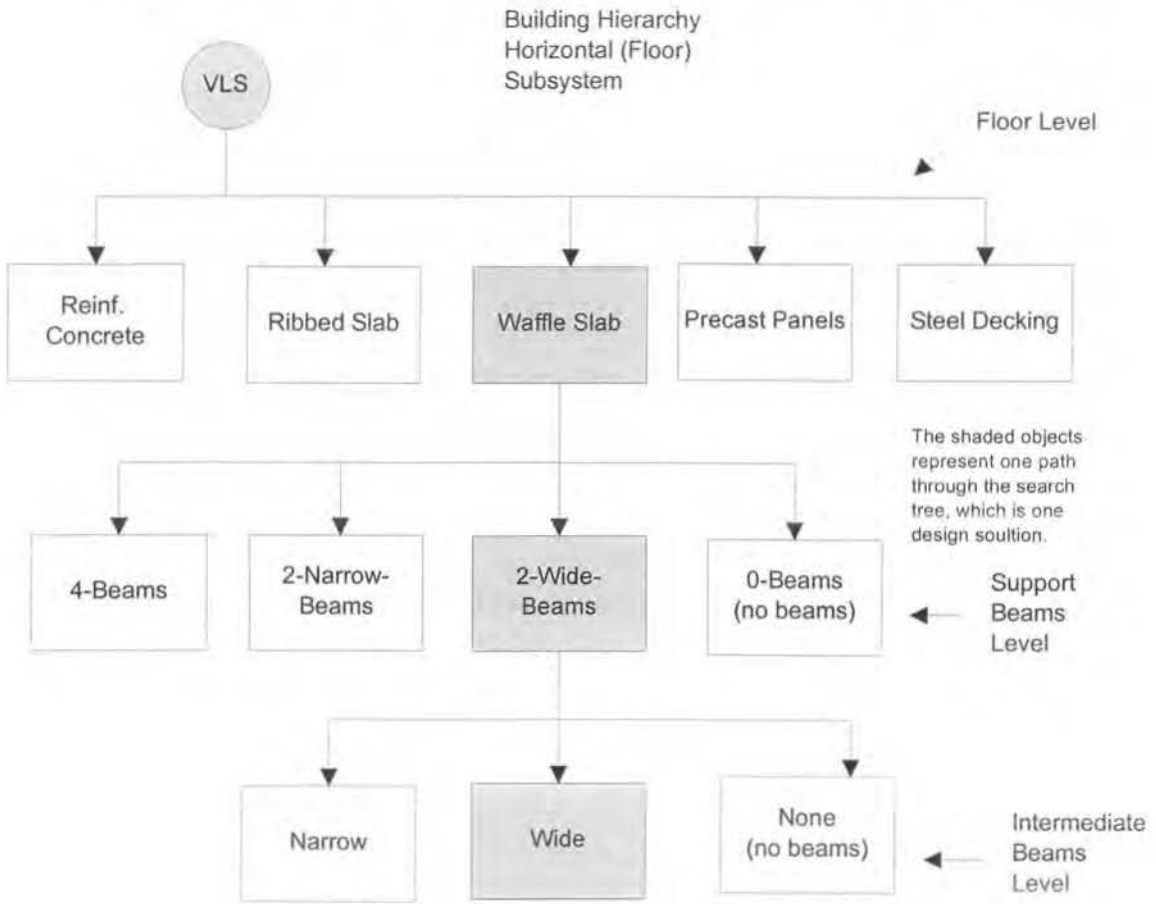 Building Hierarchy
Horizontal (Floor)
Subsystem
VLS
Floor Level
Reinf.
Concrete
Ribbed Slab
Waffle Slab
Precast Panels
Steel Decking
The shaded objects
represent one path
through the search
tree, which is one
design soultion.
4-Beams
2-Narrow-
Beams
2-Wide-
Beams
0-Beams
(no beams)
Support
Beams
Level
Narrow
Wide
None
(no beams)
Intermediate
Beams
Level